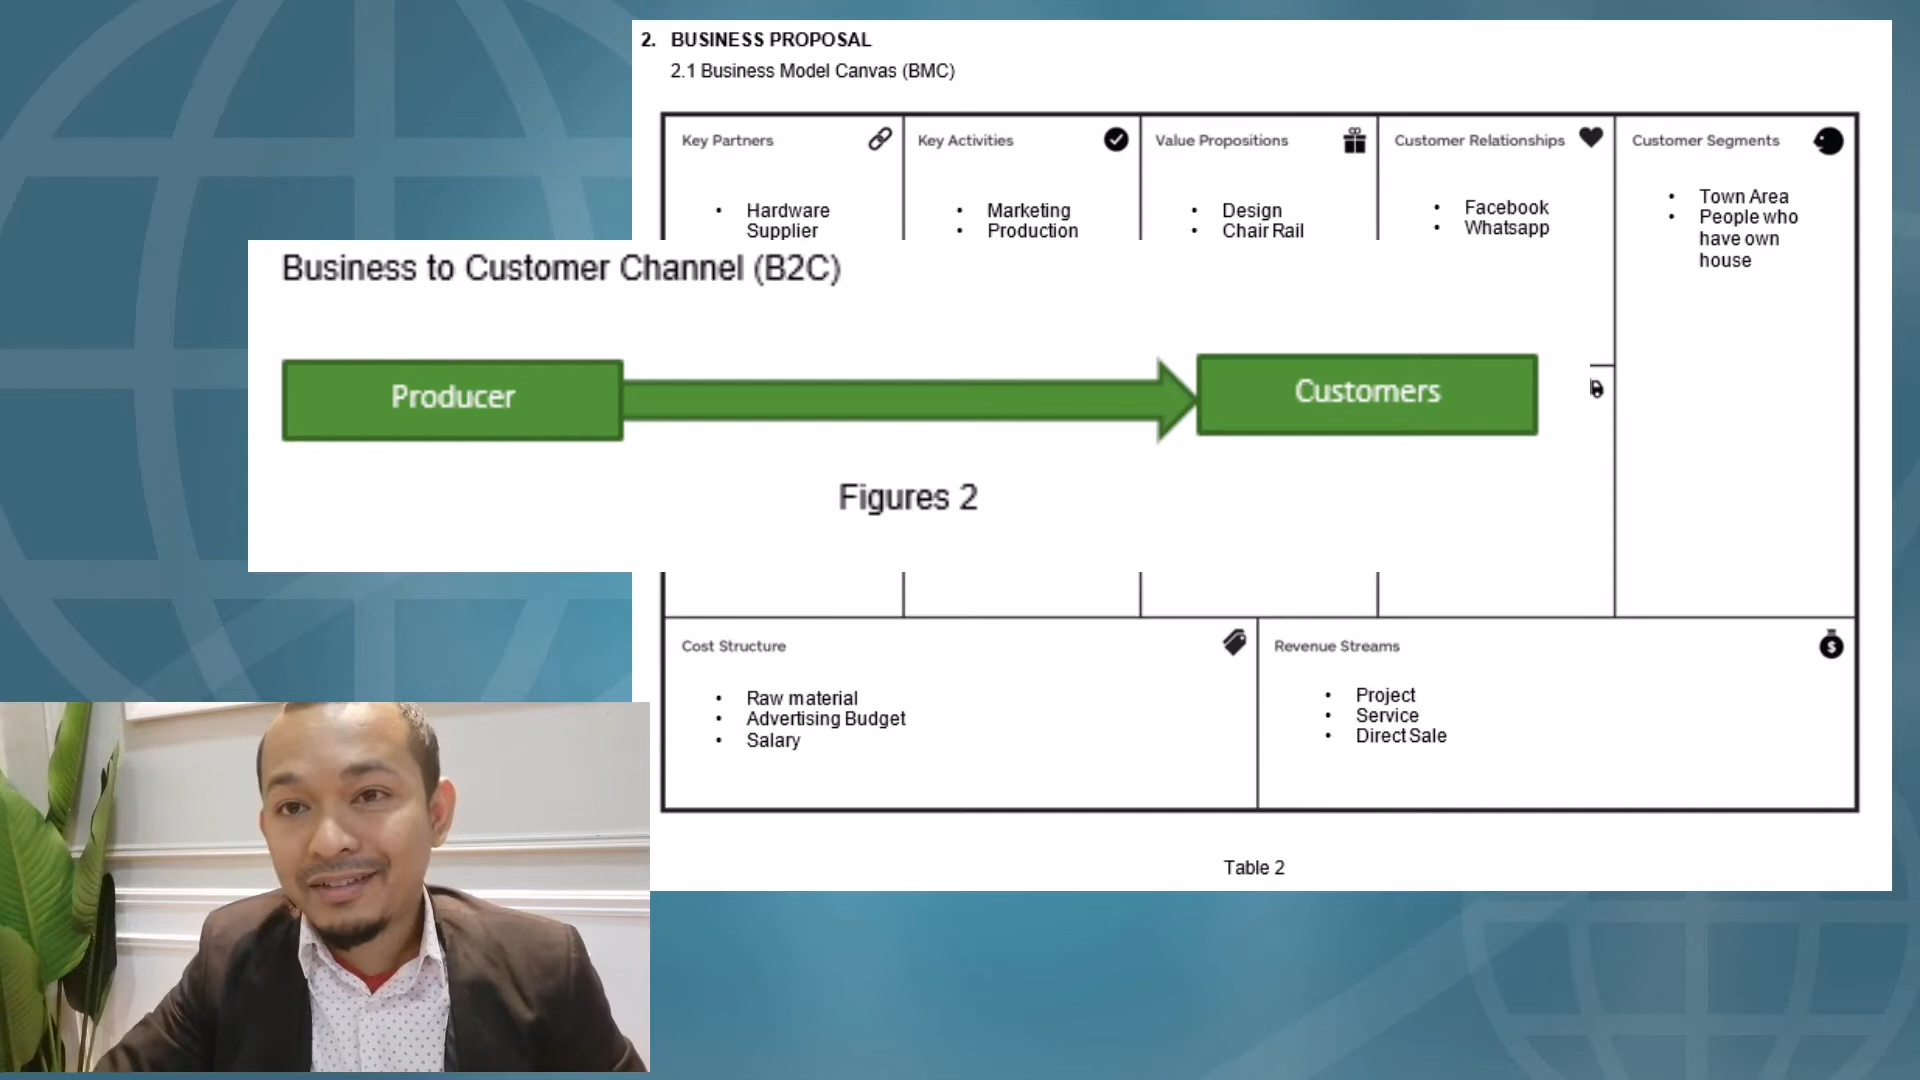 2. BUSINESS PROPOSAL
2.1 Business Model Canvas (BMC)
Key Partners
• Hardware
Supplier
Key Activities
• Marketing
• Production
Value Propositions
• Design
• Chair Rail
Customer Relationships
• Facebook
• Whatsapp
Customer Segments
• Town Area
• People who
have own
house
Business to Customer Channel (B2C)
Producer
Customers
Figures 2
Cost Structure
• Raw material
• Advertising Budget
• Salary
Revenue Streams
$
• Project
• Service
• Direct Sale
Table 2